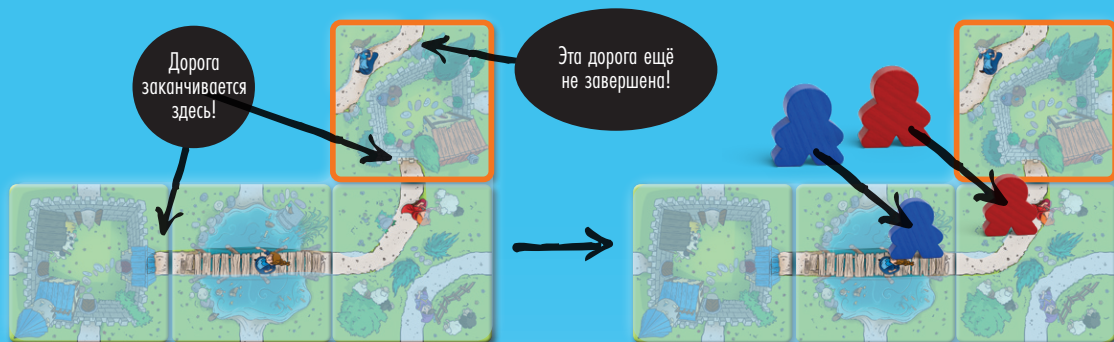 Дорога
заканчивается
здесь!
Эта дорога ещё
не завершена!